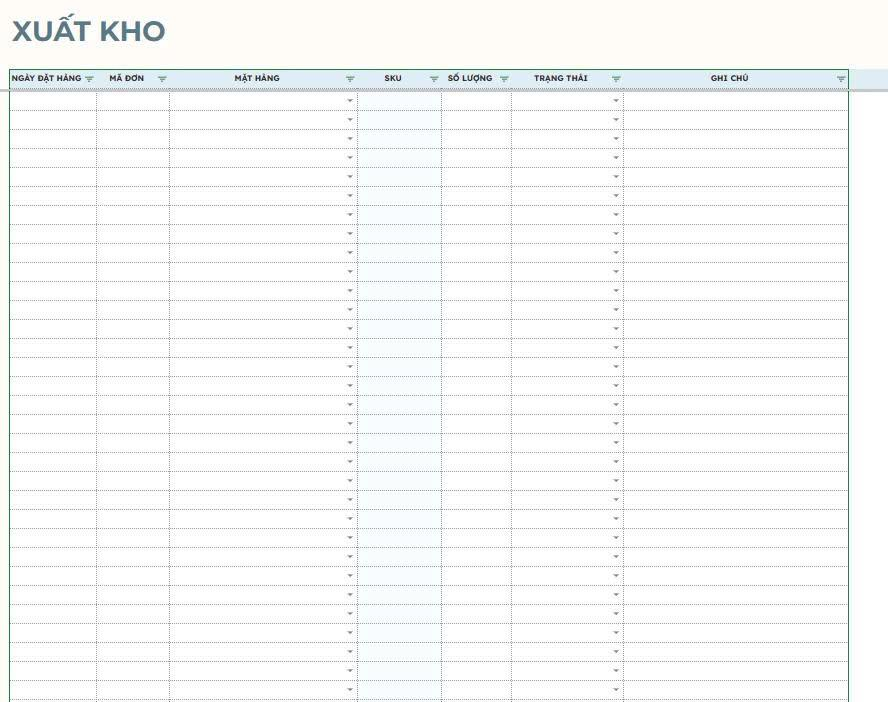 XUẤT KHO
NGÀY ĐẶT HÀNG MÃ ĐƠN MẶT HÀNG SKU SỐ LƯỢNG TRẠNG THÁI GHI CHÚ